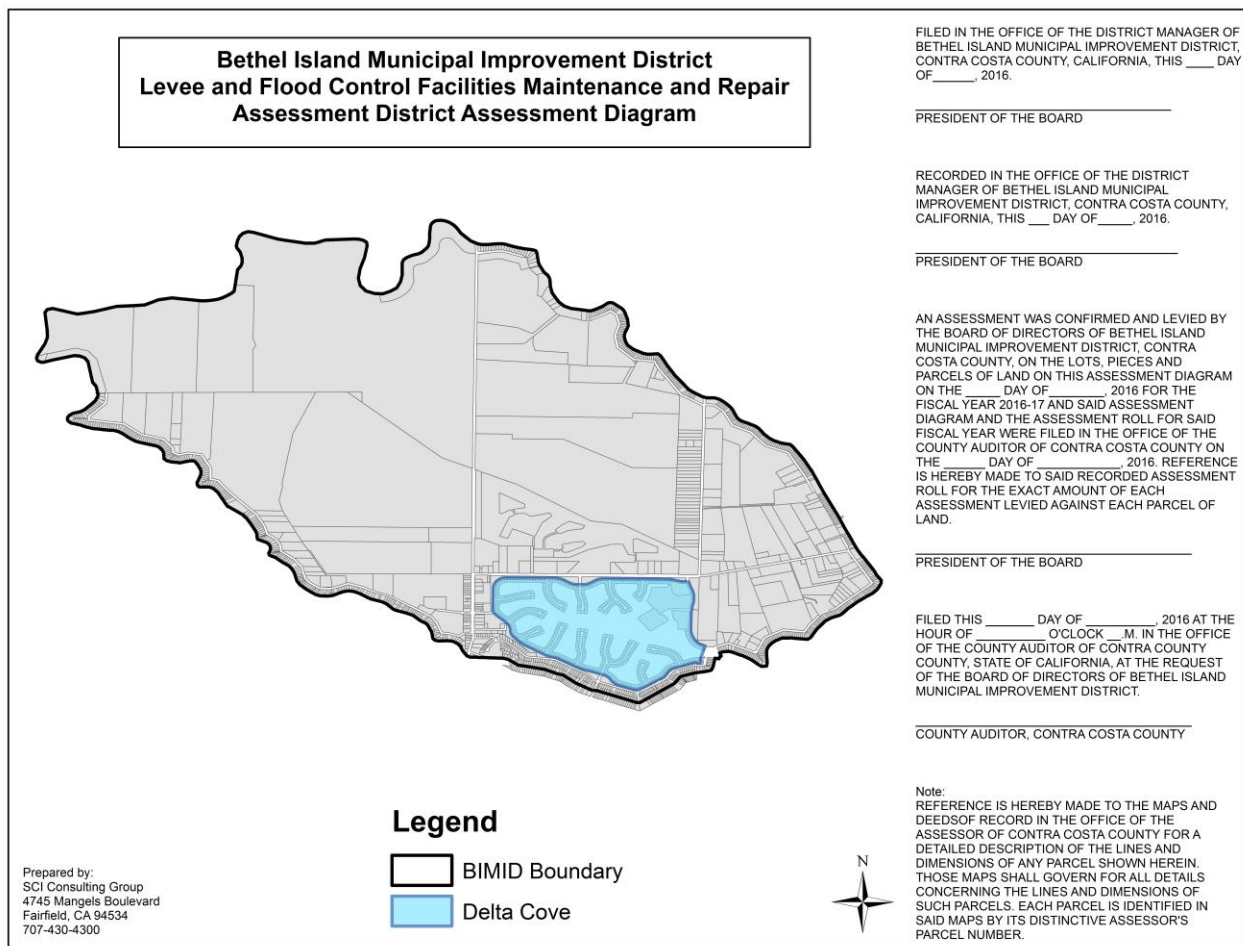 Bethel Island Municipal Improvement District
Levee and Flood Control Facilities Maintenance and Repair
Assessment District Assessment Diagram
FILED IN THE OFFICE OF THE DISTRICT MANAGER OF
BETHEL ISLAND MUNICIPAL IMPROVEMENT DISTRICT,
CONTRA COSTA COUNTY, CALIFORNIA, THIS ____ DAY
OF______, 2016.
PRESIDENT OF THE BOARD
RECORDED IN THE OFFICE OF THE DISTRICT
MANAGER OF BETHEL ISLAND MUNICIPAL
IMPROVEMENT DISTRICT, CONTRA COSTA COUNTY,
CALIFORNIA, THIS ___ DAY OF_____, 2016.
PRESIDENT OF THE BOARD
AN ASSESSMENT WAS CONFIRMED AND LEVIED BY
THE BOARD OF DIRECTORS OF BETHEL ISLAND
MUNICIPAL IMPROVEMENT DISTRICT, CONTRA
COSTA COUNTY, ON THE LOTS, PIECES AND
PARCELS OF LAND ON THIS ASSESSMENT DIAGRAM
ON THE _____ DAY OF________, 2016 FOR THE
FISCAL YEAR 2016-17 AND SAID ASSESSMENT
DIAGRAM AND THE ASSESSMENT ROLL FOR SAID
FISCAL YEAR WERE FILED IN THE OFFICE OF THE
COUNTY AUDITOR OF CONTRA COSTA COUNTY ON
THE ______ DAY OF ____________, 2016. REFERENCE
IS HEREBY MADE TO SAID RECORDED ASSESSMENT
ROLL FOR THE EXACT AMOUNT OF EACH
ASSESSMENT LEVIED AGAINST EACH PARCEL OF
LAND.
PRESIDENT OF THE BOARD
FILED THIS _______ DAY OF __________, 2016 AT THE
HOUR OF __________ O'CLOCK __.M. IN THE OFFICE
OF THE COUNTY AUDITOR OF CONTRA COUNTY
COUNTY, STATE OF CALIFORNIA, AT THE REQUEST
OF THE BOARD OF DIRECTORS OF BETHEL ISLAND
MUNICIPAL IMPROVEMENT DISTRICT.
COUNTY AUDITOR, CONTRA COSTA COUNTY
Note:
REFERENCE IS HEREBY MADE TO THE MAPS AND
DEEDSOF RECORD IN THE OFFICE OF THE
ASSESSOR OF CONTRA COSTA COUNTY FOR A
DETAILED DESCRIPTION OF THE LINES AND
DIMENSIONS OF ANY PARCEL SHOWN HEREIN.
THOSE MAPS SHALL GOVERN FOR ALL DETAILS
CONCERNING THE LINES AND DIMENSIONS OF
SUCH PARCELS. EACH PARCEL IS IDENTIFIED IN
SAID MAPS BY ITS DISTINCTIVE ASSESSOR'S
PARCEL NUMBER.
Legend
BIMID Boundary
Delta Cove
N
Prepared by:
SCI Consulting Group
4745 Mangels Boulevard
Fairfield, CA 94534
707-430-4300